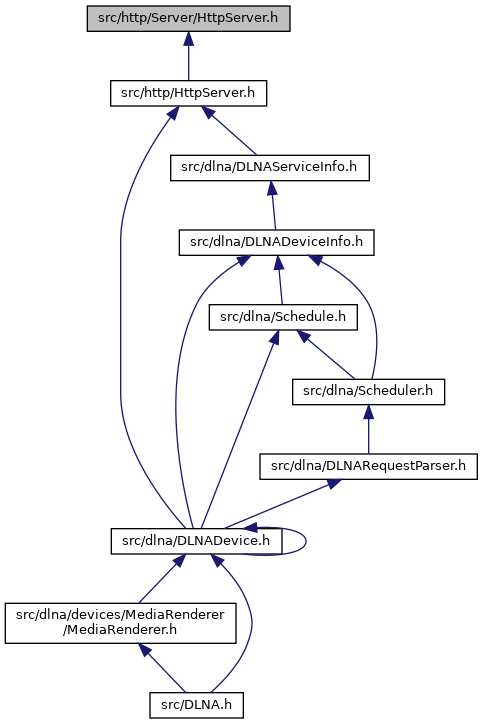 src/http/Server/HttpServer.h
src/http/HttpServer.h
src/dlna/DLNAServiceInfo.h
src/dlna/DLNADeviceInfo.h
src/dlna/Schedule.h
src/dlna/Scheduler.h
src/dlna/DLNARequestParser.h
src/dlna/DLNADevice.h
src/dlna/devices/MediaRenderer
/MediaRenderer.h
src/DLNA.h